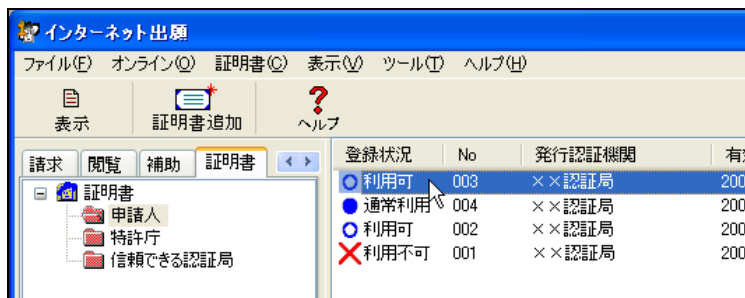 インターネット出願
ファイル(F) オンライン(O) 証明書(C) 表示(V) ツール(T) ヘルプ(H)
表示 証明書追加 ヘルプ
請求 閲覧 補助 証明書
登録状況 No 発行認証機関 有効
証明書
申請人
特許庁
信頼できる認証局
利用可 003 ××認証局 200
通常利用 004 ××認証局 200
利用可 002 ××認証局 200
利用不可 001 ××認証局 200